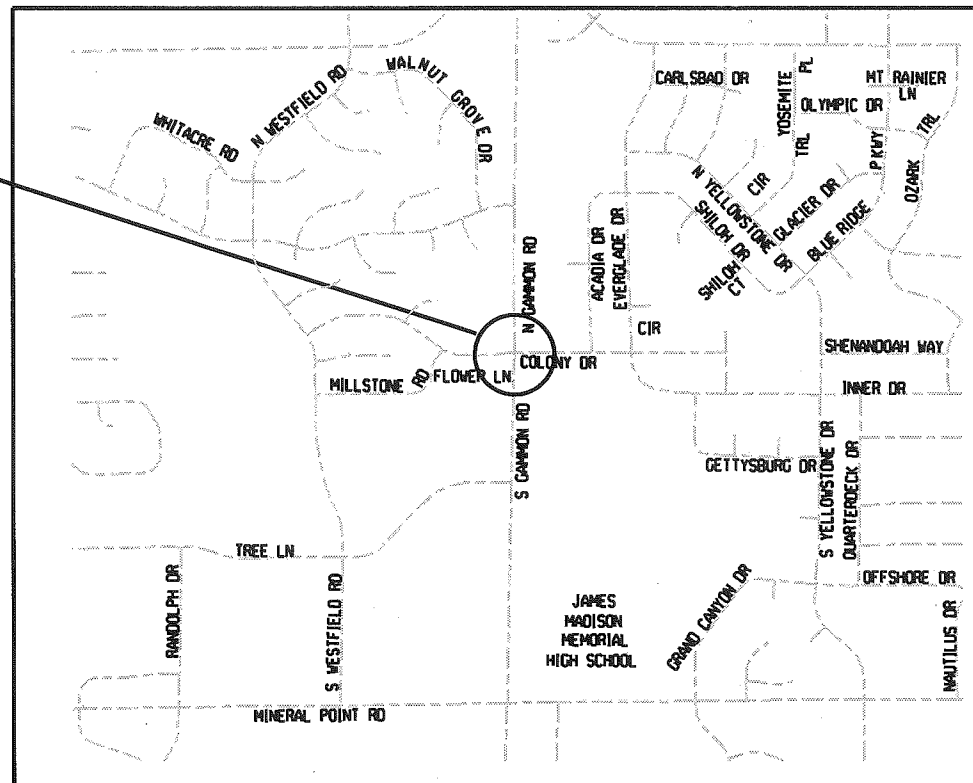 WALNUT GROVE DR
N WESTFIELD RD
WHITACRE RD
CARLSBAD DR
YOSEMITE
PL
TRL
MT RAINIER
LN
OLYMPIC DR
PKWY
OZARK
TRL
N YELLOWSTONE DR
CIR
GLACIER DR
SHILOH DR
SHILOH
CT
BLUE RIDGE
N GAMMON RD
ACADIA DR
EVERGLADE DR
CIR
COLONY DR
SHENANDOAH WAY
MILLSTONE RD
FLOWER LN
INNER DR
S GAMMON RD
GETTYSBURG DR
S YELLOWSTONE DR
QUARTERDECK DR
TREE LN
RANDOLPH DR
S WESTFIELD RD
JAMES
MADISON
MEMORIAL
HIGH SCHOOL
GRAND CANYON DR
OFFSHORE DR
NAUTILUS DR
MINERAL POINT RD